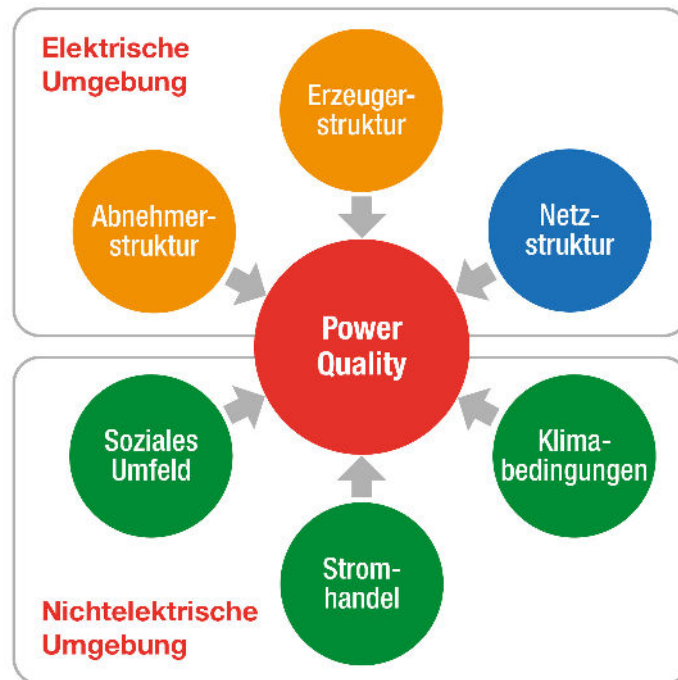 Elektrische
Umgebung
Erzeuger-
struktur
Abnehmer-
struktur
Netz-
struktur
Power
Quality
Soziales
Umfeld
Klima-
bedingungen
Strom-
handel
Nichtelektrische
Umgebung